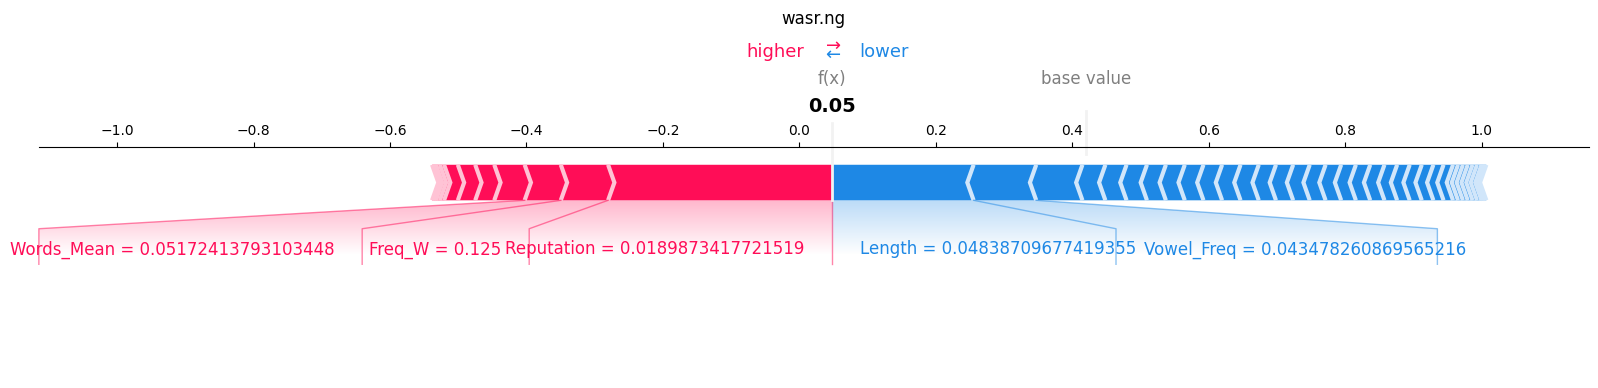 wasr.ng
higher ⇄ lower
f(x) base value
0.05
−1.0 −0.8 −0.6 −0.4 −0.2 0.0 0.2 0.4 0.6 0.8 1.0
Words_Mean = 0.05172413793103448 Freq_W = 0.125 Reputation = 0.0189873417721519 Length = 0.04838709677419355 Vowel_Freq = 0.043478260869565216